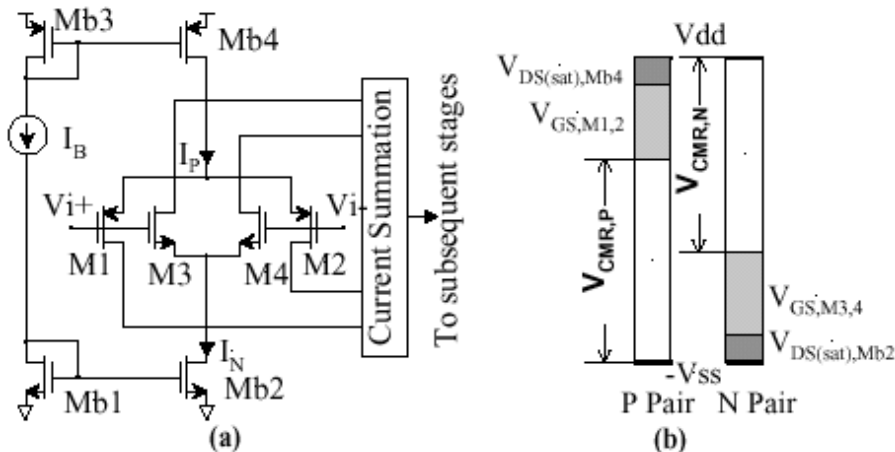 Mb3
Mb4
I_B
I_P
Vi+
Vi-
M1
M3
M4
M2
I_N
Mb1
Mb2
Current Summation
To subsequent stages
(a)
Vdd
V_DS(sat),Mb4
V_GS,M1,2
V_CMR,N
V_CMR,P
V_GS,M3,4
V_DS(sat),Mb2
-Vss
P Pair
N Pair
(b)